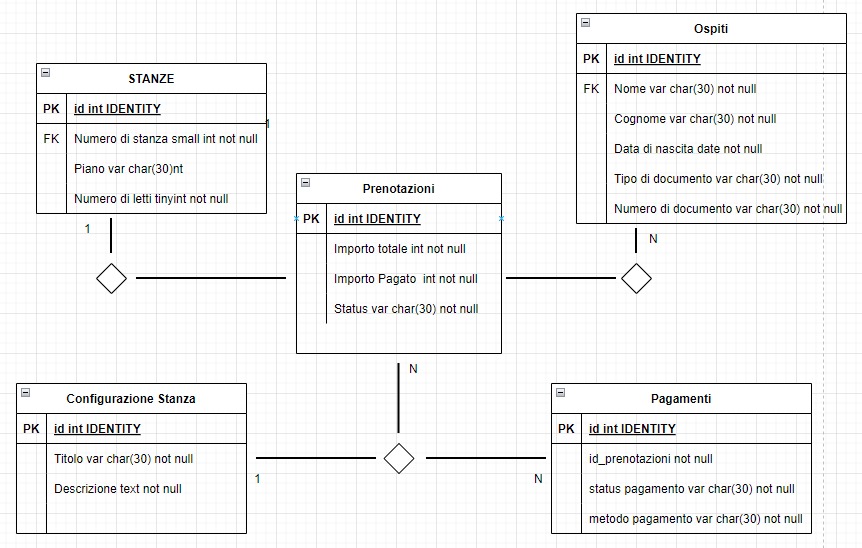 Ospiti
PK id int IDENTITY
FK Nome var char(30) not null
Cognome var char(30) not null
Data di nascita date not null
Tipo di documento var char(30) not null
Numero di documento var char(30) not null
STANZE
PK id int IDENTITY
1
FK Numero di stanza small int not null
Piano var char(30)nt
Numero di letti tinyint not null
1
N
Prenotazioni
PK id int IDENTITY
Importo totale int not null
Importo Pagato int not null
Status var char(30) not null
N
Configurazione Stanza
PK id int IDENTITY
Titolo var char(30) not null
Descrizione text not null
1
N
Pagamenti
PK id int IDENTITY
id_prenotazioni not null
status pagamento var char(30) not null
metodo pagamento var char(30) not null